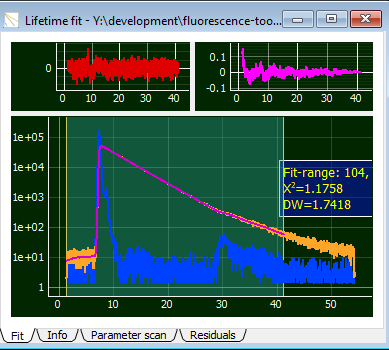 Lifetime fit - Y:\development\fluorescence-too...
0
0 10 20 30 40
0.1
0
-0.1
0 10 20 30 40
1e+05
1e+04
1e+03
1e+02
1e+01
1
Fit-range: 104,
X²=1.1758
DW=1.7418
0 10 20 30 40 50
Fit Info Parameter scan Residuals